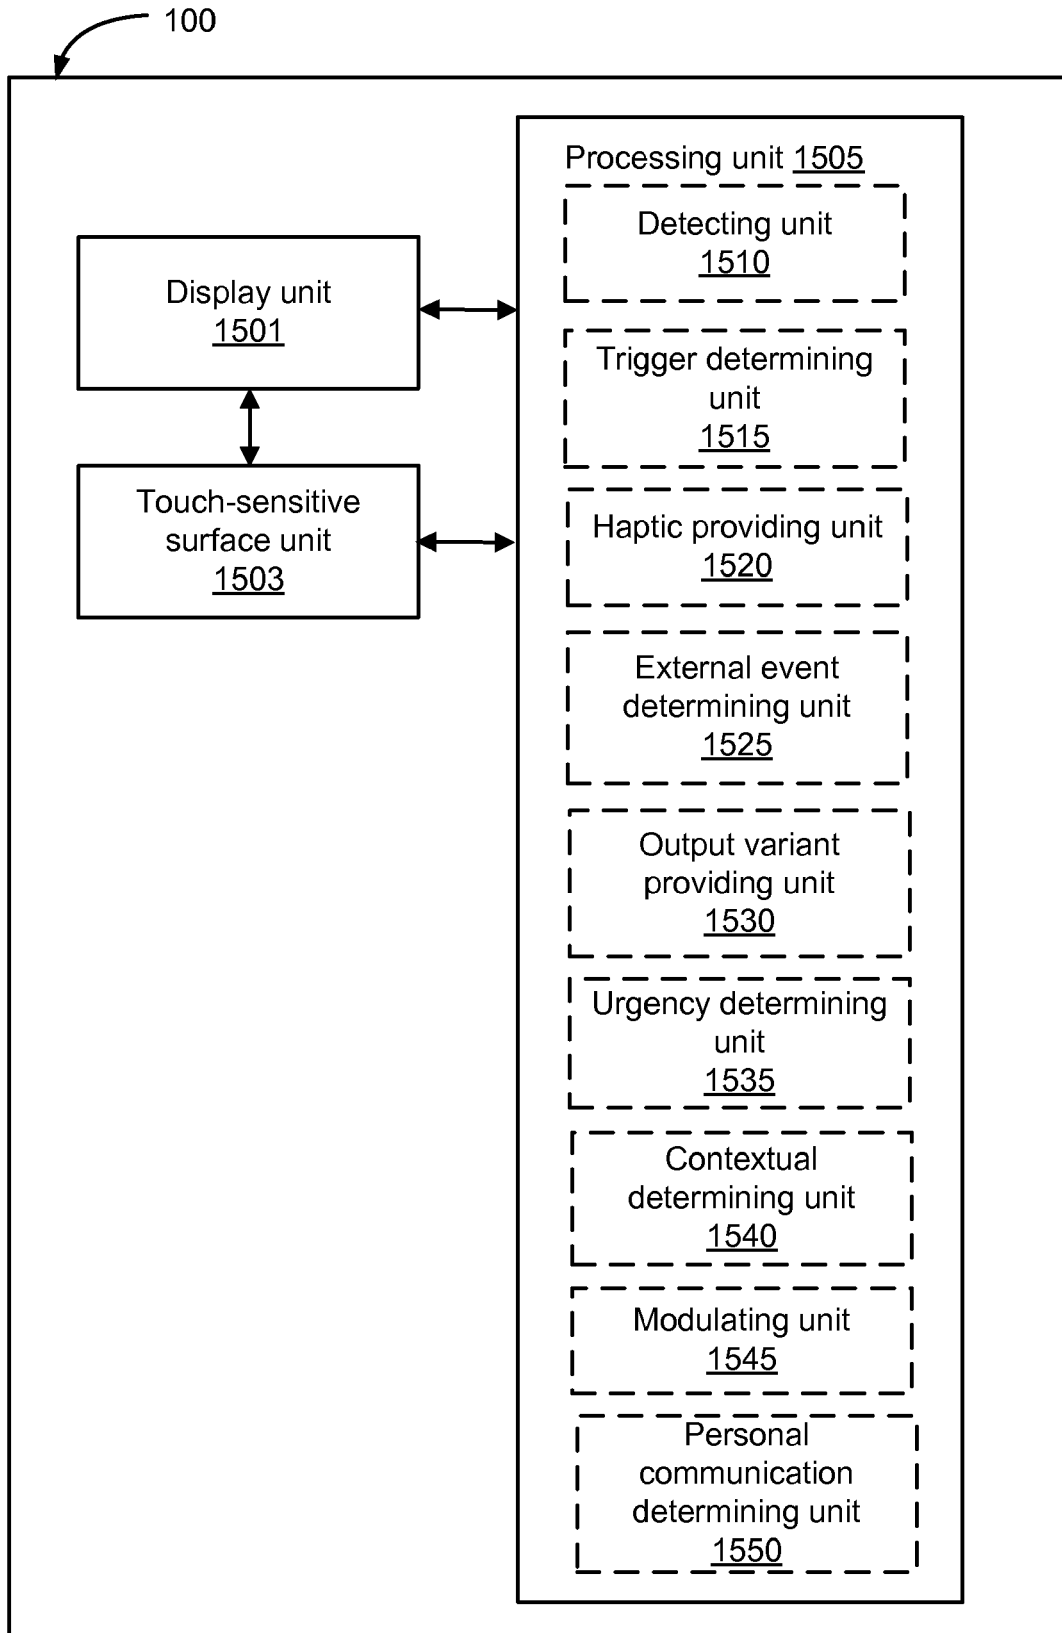 100
Display unit
1501
Touch-sensitive
surface unit
1503
Processing unit 1505
Detecting unit
1510
Trigger determining
unit
1515
Haptic providing unit
1520
External event
determining unit
1525
Output variant
providing unit
1530
Urgency determining
unit
1535
Contextual
determining unit
1540
Modulating unit
1545
Personal
communication
determining unit
1550